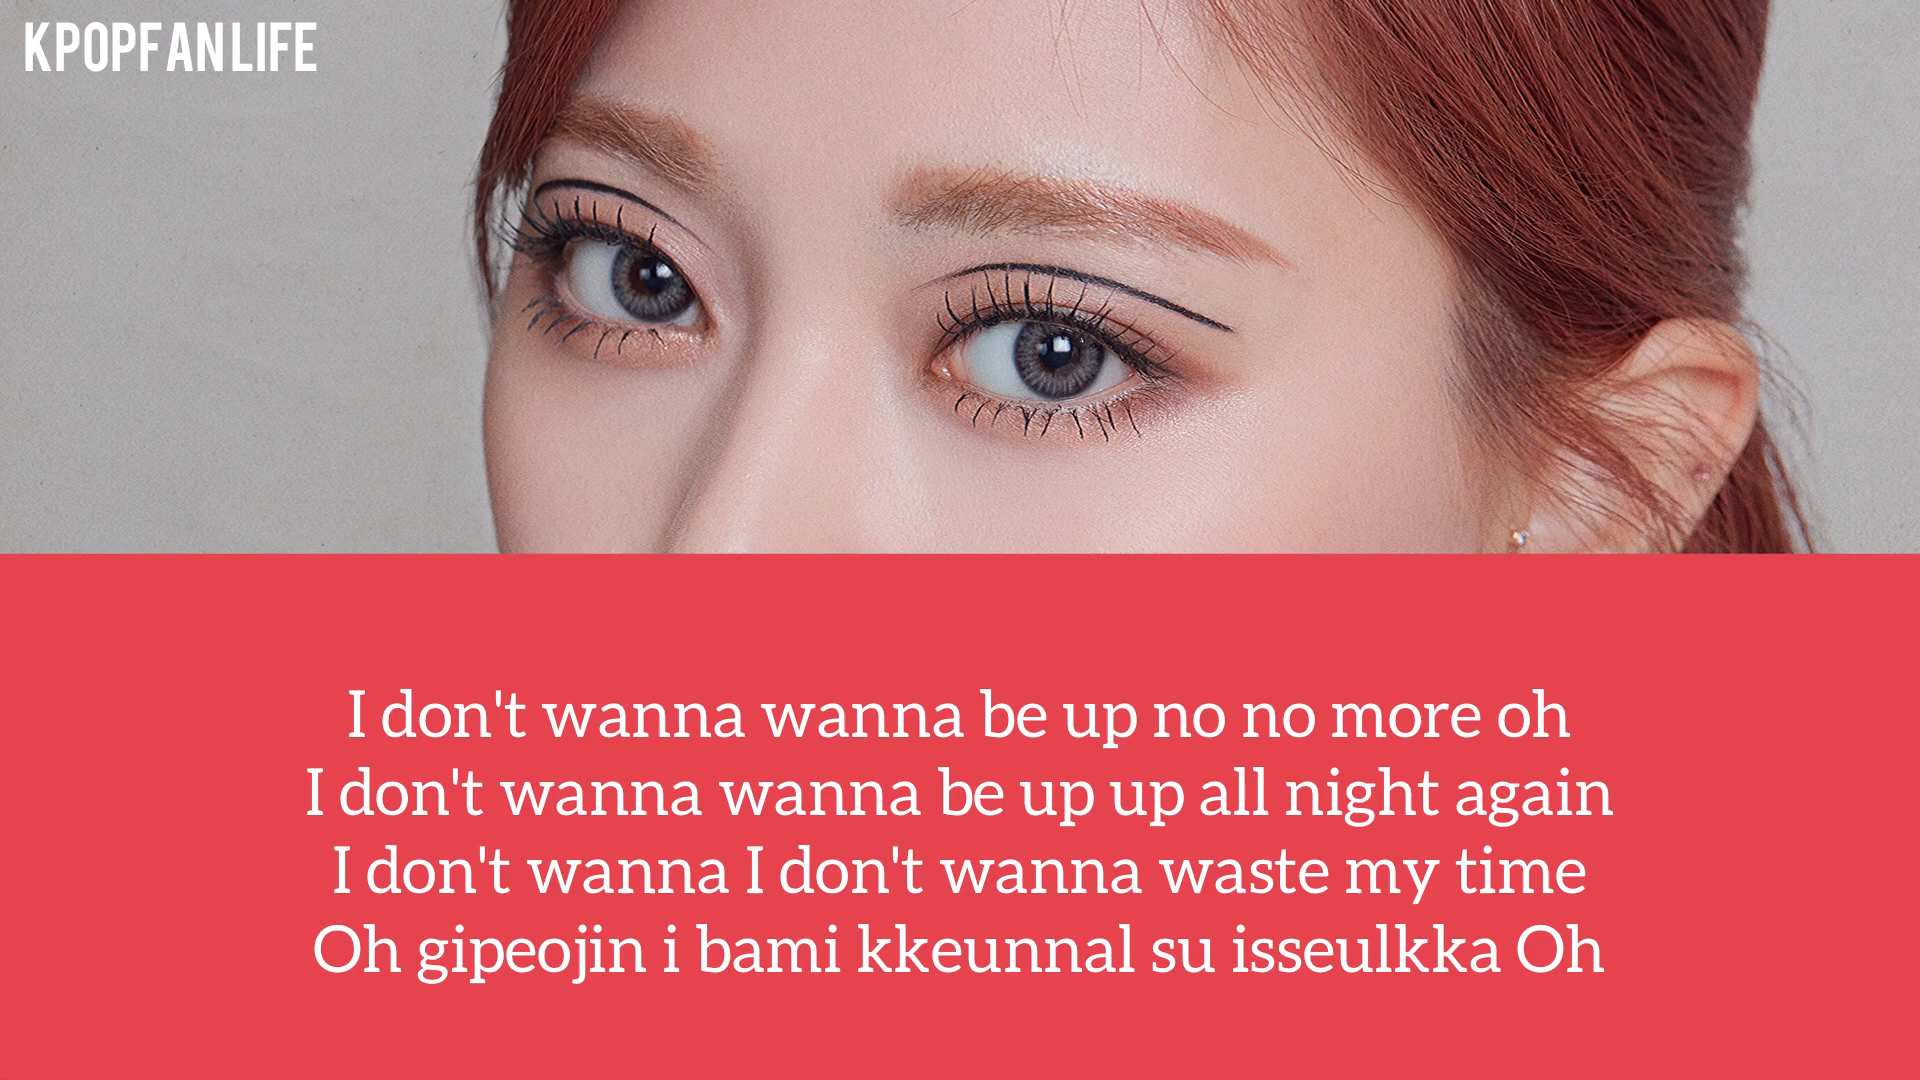 KPOPFANLIFE
I don't wanna wanna be up no no more oh
I don't wanna wanna be up up all night again
I don't wanna I don't wanna waste my time
Oh gipeojin i bami kkeunnal su isseulkka Oh